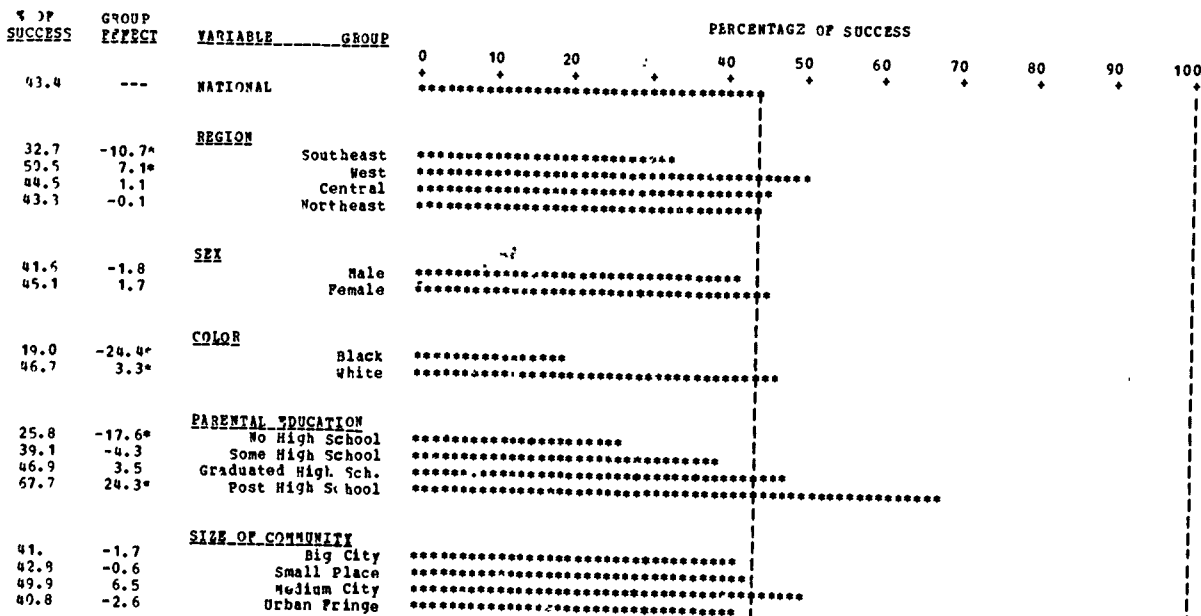 % OF GROUP
SUCCESS EFFECT VARIABLE GROUP PERCENTAGE OF SUCCESS
0 10 20 40 50 60 70 80 90 100
43.4 --- NATIONAL
REGION
32.7 -10.7* Southeast
50.5 7.1* West
44.5 1.1 Central
43.3 -0.1 Northeast
SEX
41.6 -1.8 Male
45.1 1.7 Female
COLOR
19.0 -24.4* Black
46.7 3.3* White
PARENTAL EDUCATION
25.8 -17.6* No High School
39.1 -4.3 Some High School
46.9 3.5 Graduated High Sch.
67.7 24.3* Post High School
SIZE OF COMMUNITY
41. -1.7 Big City
42.8 -0.6 Small Place
49.9 6.5 Medium City
40.8 -2.6 Urban Fringe